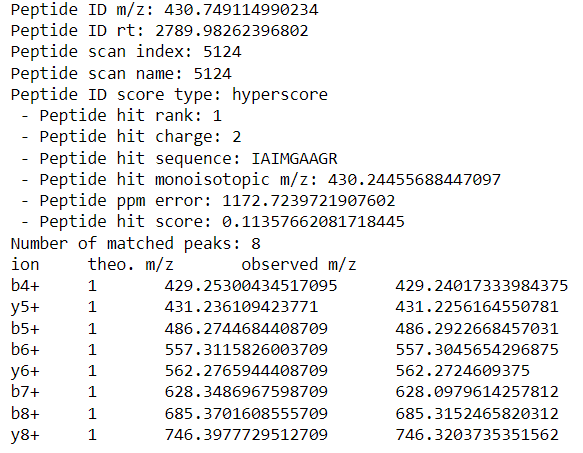 Peptide ID m/z: 430.749114990234
Peptide ID rt: 2789.98262396802
Peptide scan index: 5124
Peptide scan name: 5124
Peptide ID score type: hyperscore
- Peptide hit rank: 1
- Peptide hit charge: 2
- Peptide hit sequence: IAIMGAAGR
- Peptide hit monoisotopic m/z: 430.24455688447097
- Peptide ppm error: 1172.7239721907602
- Peptide hit score: 0.11357662081718445
Number of matched peaks: 8
ion theo. m/z observed m/z
b4+ 1 429.25300434517095 429.24017333984375
y5+ 1 431.236109423771 431.2256164550781
b5+ 1 486.2744684408709 486.2922668457031
b6+ 1 557.3115826003709 557.3045654296875
y6+ 1 562.2765944408709 562.2724609375
b7+ 1 628.3486967598709 628.0979614257812
b8+ 1 685.3701608555709 685.3152465820312
y8+ 1 746.3977729512709 746.3203735351562